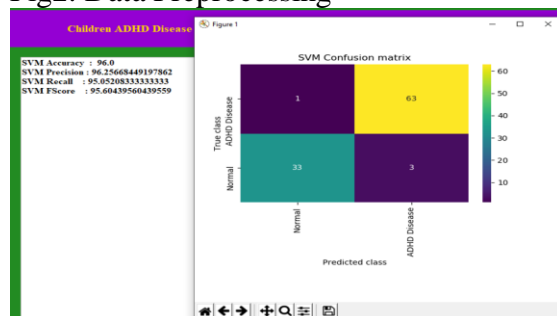 Fig2: Data Preprocessing
Children ADHD Disease
Figure 1
SVM Accuracy : 96.0
SVM Precision : 96.25668449197862
SVM Recall : 95.05208333333333
SVM FScore : 95.60439560439559
SVM Confusion matrix
True class
ADHD Disease
Normal
1
63
33
3
60
50
40
30
20
10
Normal
ADHD Disease
Predicted class